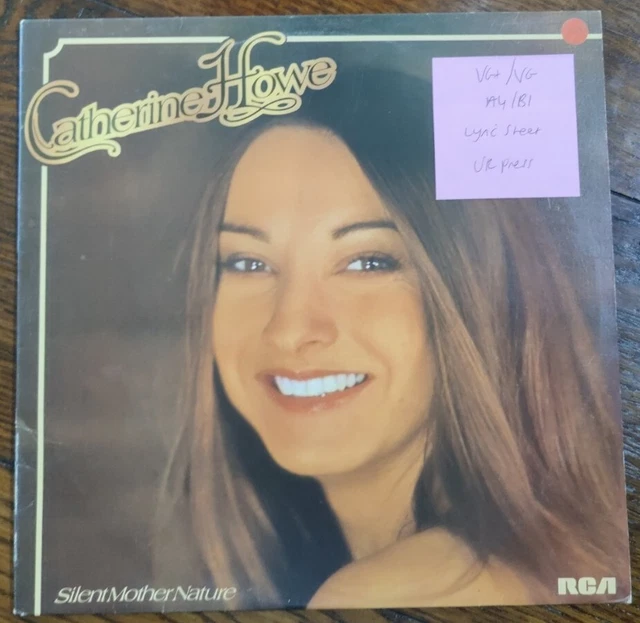 Catherine Howe
VG+/VG
A4/B1
Lyric Sheet
UK press
Silent Mother Nature
RCA